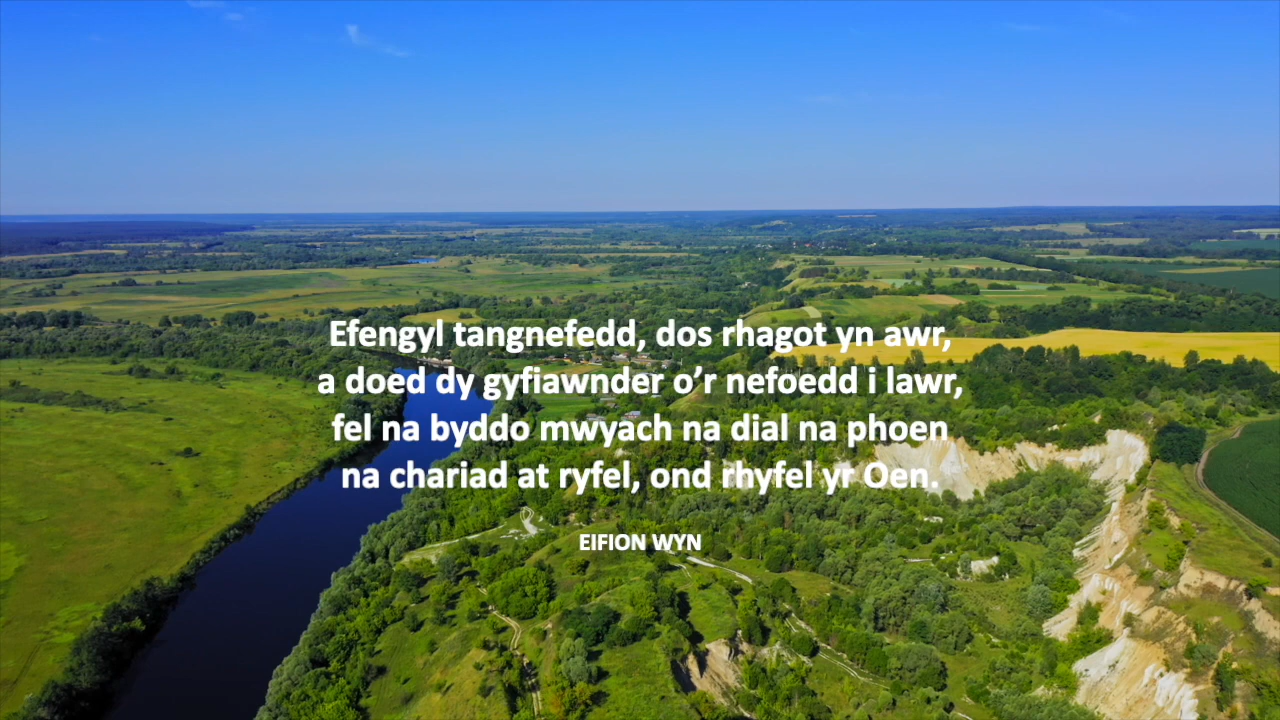 Efengyl tangnefedd, dos rhagot yn awr,
a doed dy gyfiawnder o’r nefoedd i lawr,
fel na byddo mwyach na dial na phoen
na chariad at ryfel, ond rhyfel yr Oen.
EIFION WYN